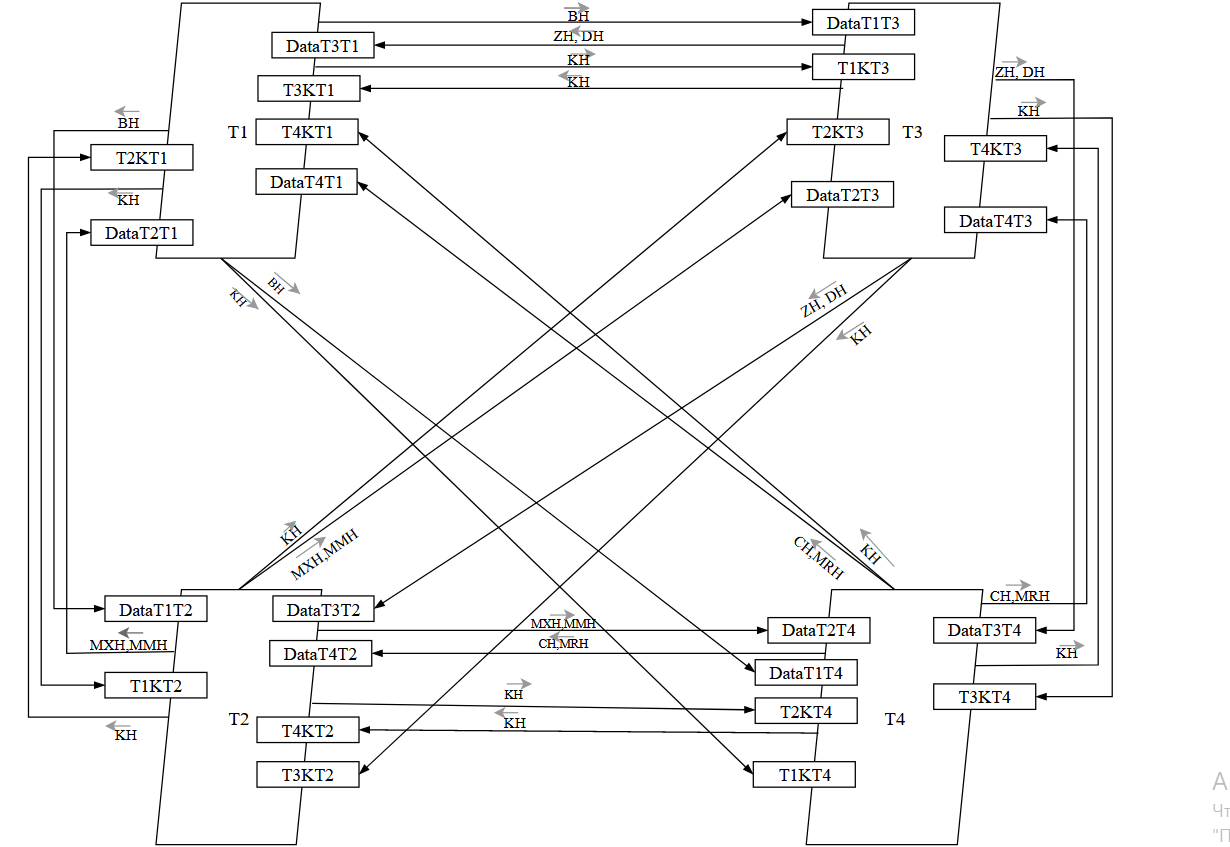 BH
DataT1T3
ZH, DH
DataT3T1
KH
T1KT3
KH
T3KT1
ZH, DH
KH
BH
T1
T4KT1
T2KT3
T3
T2KT1
T4KT3
KH
DataT4T1
DataT2T3
DataT2T1
DataT4T3
BH
KH
ZH, DH
KH
KH
MXH,MMH
CH,MRH
KH
CH,MRH
DataT1T2
DataT3T2
MXH,MMH
DataT2T4
DataT3T4
MXH,MMH
CH,MRH
DataT4T2
KH
DataT1T4
T1KT2
KH
T3KT4
T2
KH
T2KT4
T4
KH
T4KT2
T3KT2
T1KT4
А
Чт
"П